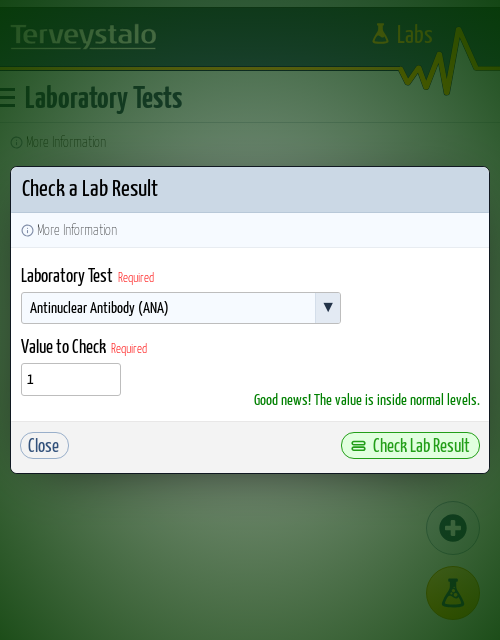 Terveystalo
Labs
Laboratory Tests
More Information
Check a Lab Result
More Information
Laboratory Test Required
Antinuclear Antibody (ANA)
Value to Check Required
1
Good news! The value is inside normal levels.
Close
Check Lab Result